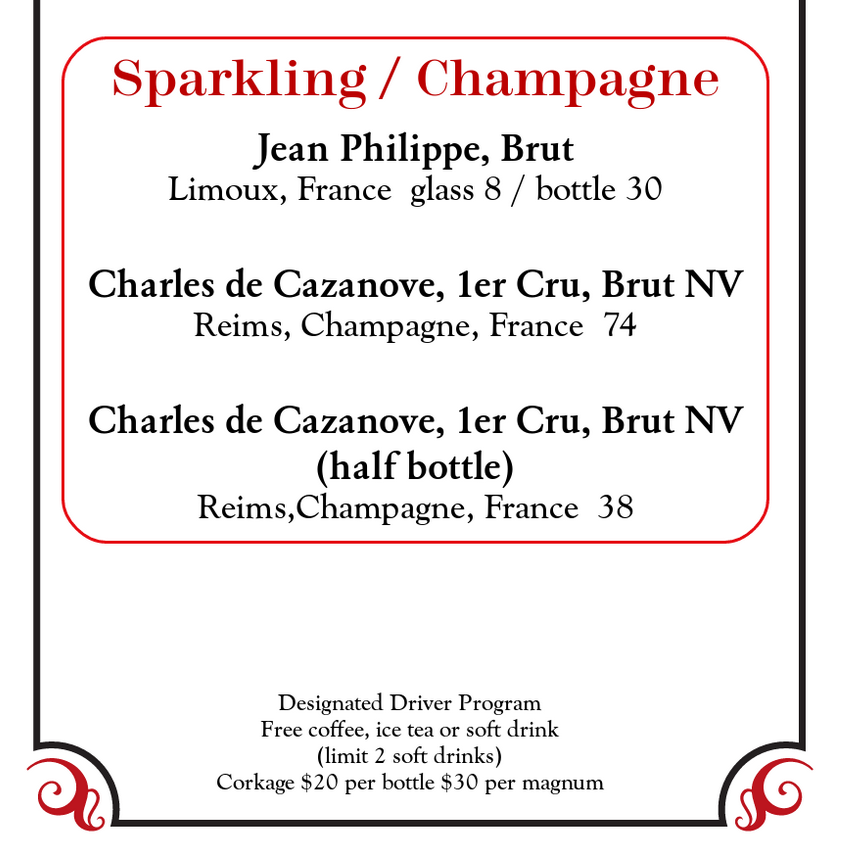 Sparkling / Champagne
Jean Philippe, Brut
Limoux, France glass 8 / bottle 30
Charles de Cazanove, 1er Cru, Brut NV
Reims, Champagne, France 74
Charles de Cazanove, 1er Cru, Brut NV
(half bottle)
Reims,Champagne, France 38
Designated Driver Program
Free coffee, ice tea or soft drink
(limit 2 soft drinks)
Corkage $20 per bottle $30 per magnum